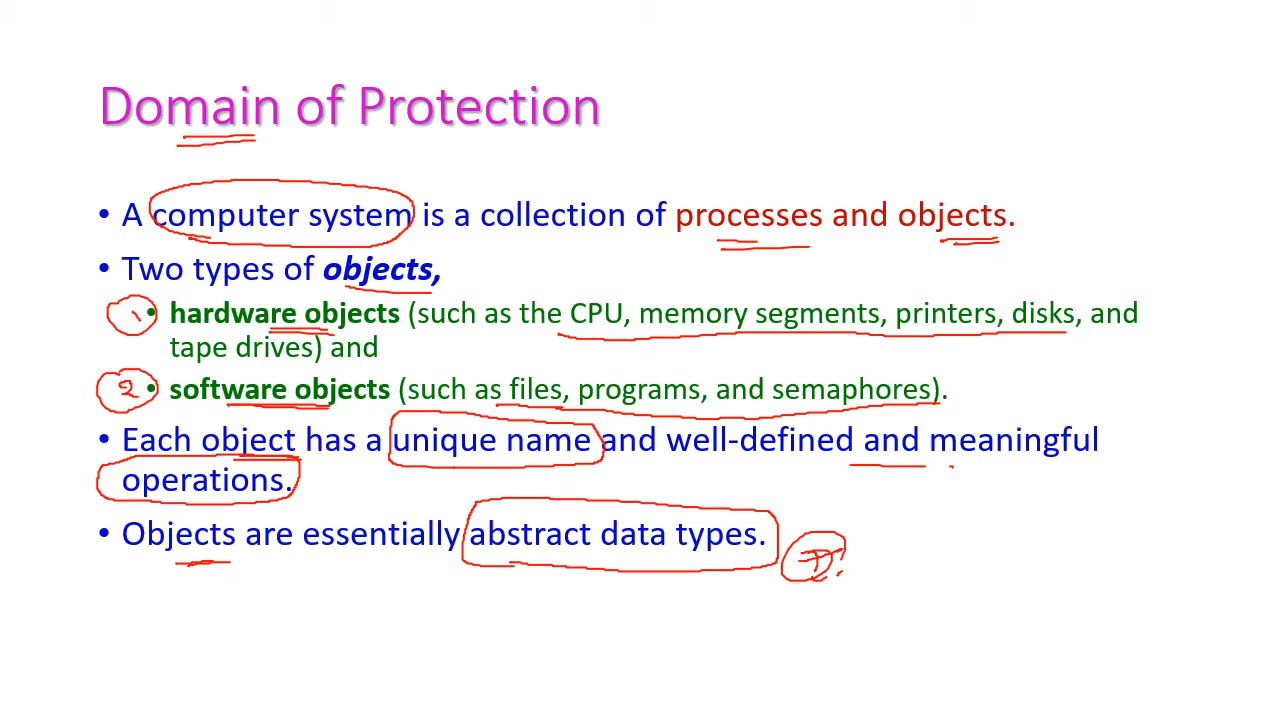 Domain of Protection
• A computer system is a collection of processes and objects.
• Two types of objects,
1 • hardware objects (such as the CPU, memory segments, printers, disks, and
tape drives) and
2 • software objects (such as files, programs, and semaphores).
• Each object has a unique name and well-defined and meaningful
operations.
• Objects are essentially abstract data types.